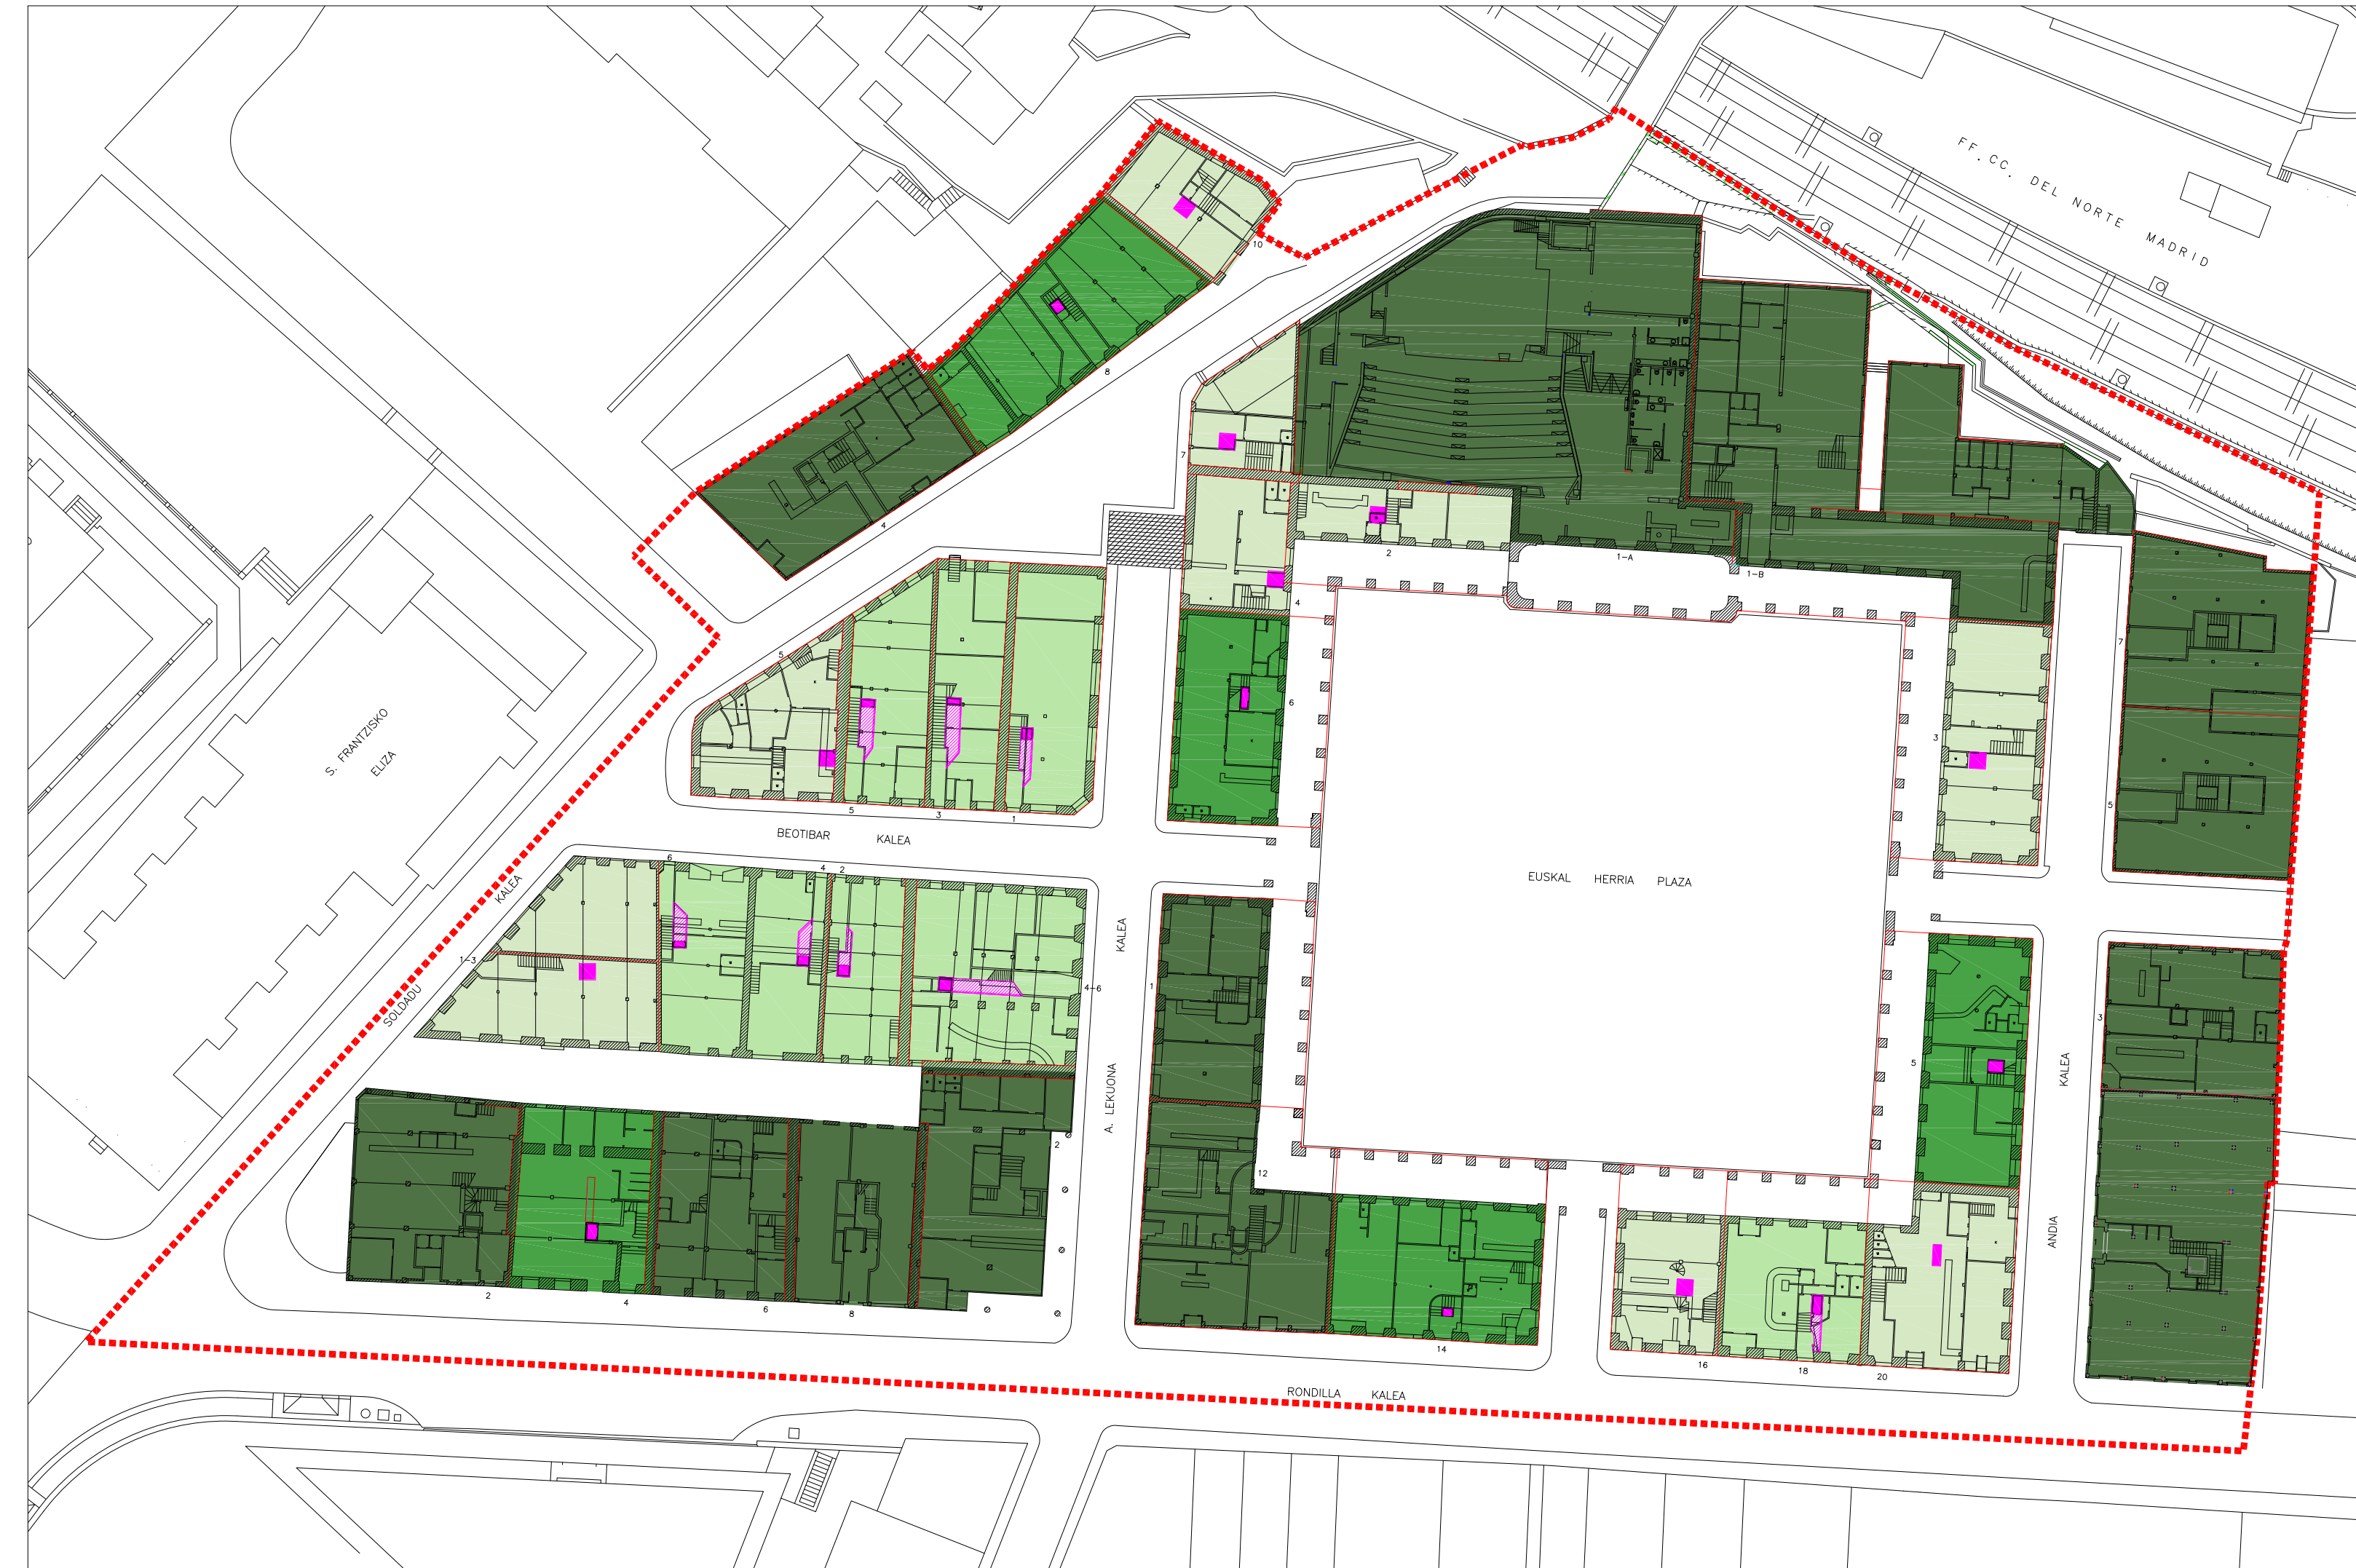 FF. CC. DEL NORTE MADRID
10
8
7
4
2
1-A
1-B
4
5
6
7
3
S. FRANTZISKO
ELIZA
5
3
1
5
BEOTIBAR KALEA
6
4
2
EUSKAL HERRIA PLAZA
KALEA
SOLDADU
1-3
KALEA
A. LEKUONA
4-6
1
3
5
KALEA
ANDIA
2
12
1
2
4
6
8
14
16
18
20
RONDILLA KALEA